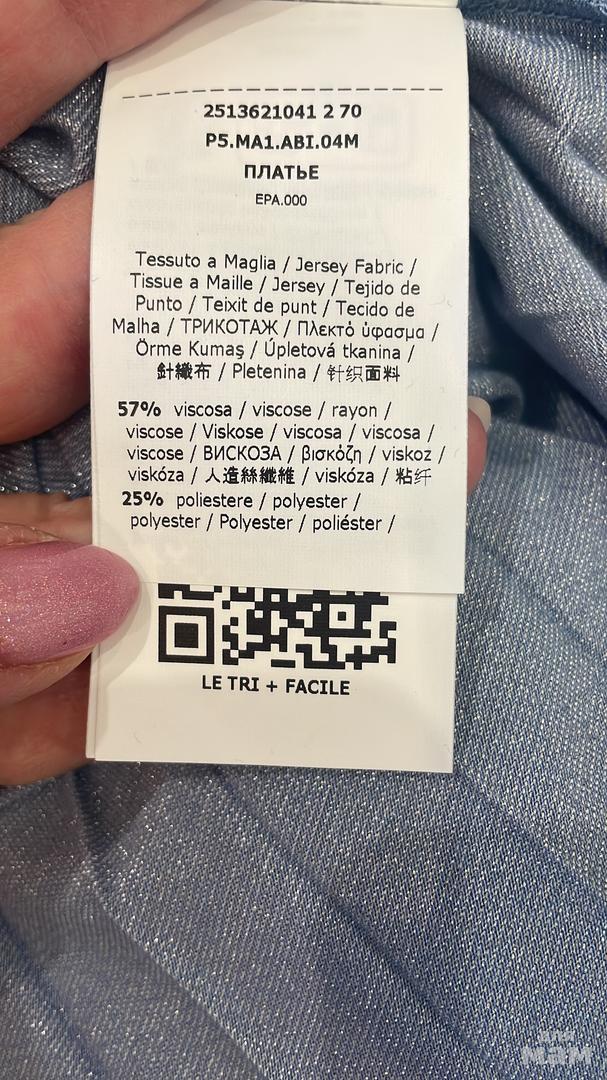 2513621041 2 70
P5.MA1.ABI.04M
ПЛАТЬЕ
EPA.000
Tessuto a Maglia / Jersey Fabric /
Tissue a Maille / Jersey / Tejido de
Punto / Teixit de punt / Tecido de
Malha / ТРИКОТАЖ / Πλεκτό ύφασμα /
Örme Kumaş / Úpletová tkanina /
針織布 / Pletenina / 针织面料
57% viscosa / viscose / rayon /
viscose / Viskose / viscosa / viscosa /
viscose / ВИСКОЗА / βισκόζη / viskoz /
viskóza / 人造絲纖維 / viskóza / 粘纤
25% poliestere / polyester /
polyester / Polyester / poliéster /
LE TRI + FACILE
мам